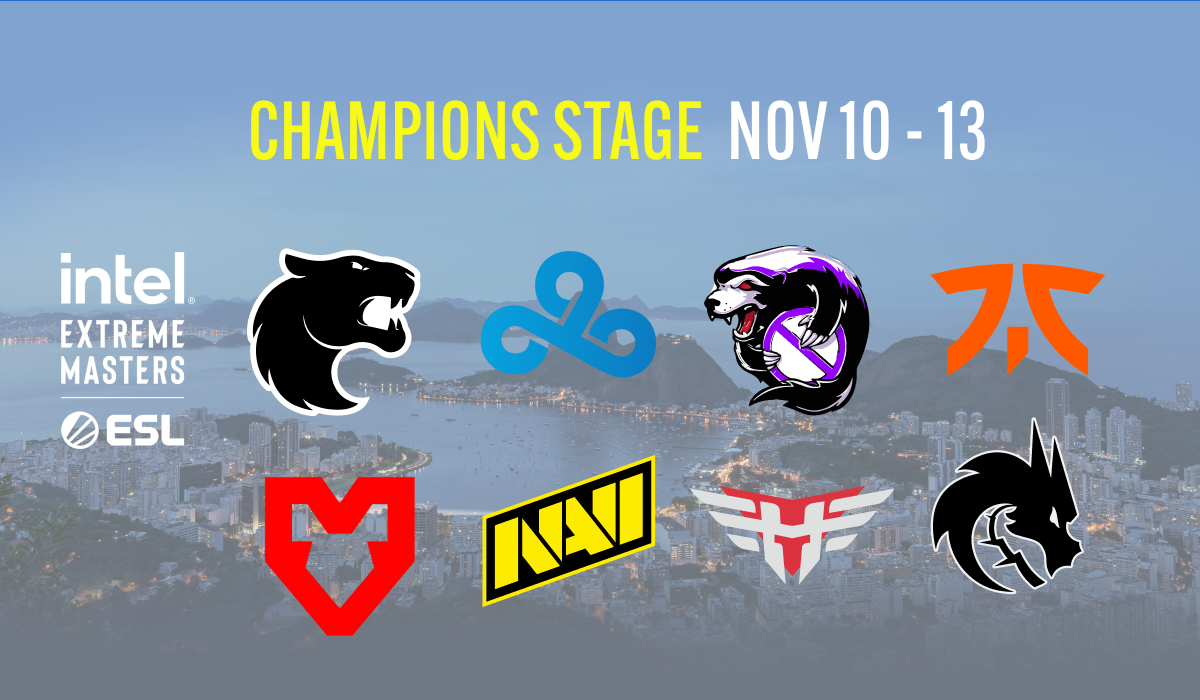 CHAMPIONS STAGE NOV 10 - 13
intel®
EXTREME
MASTERS
ESL
NAVI